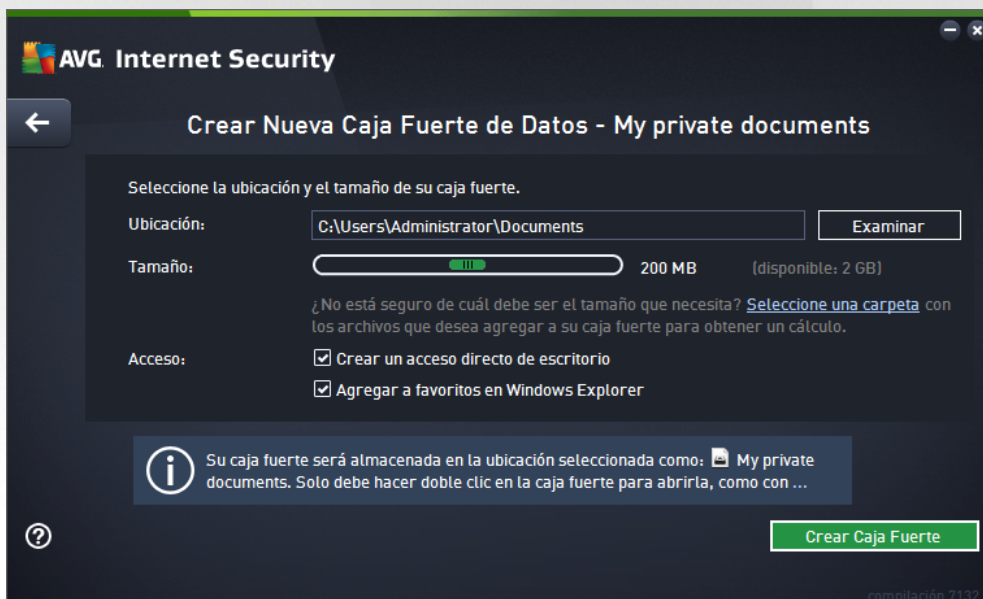 AVG. Internet Security
Crear Nueva Caja Fuerte de Datos - My private documents
Seleccione la ubicación y el tamaño de su caja fuerte.
Ubicación: C:\Users\Administrator\Documents Examinar
Tamaño: 200 MB (disponible: 2 GB)
¿No está seguro de cuál debe ser el tamaño que necesita? Seleccione una carpeta con
los archivos que desea agregar a su caja fuerte para obtener un cálculo.
Acceso: Crear un acceso directo de escritorio
Agregar a favoritos en Windows Explorer
Su caja fuerte será almacenada en la ubicación seleccionada como: My private
documents. Solo debe hacer doble clic en la caja fuerte para abrirla, como con ...
Crear Caja Fuerte
compilación 7132